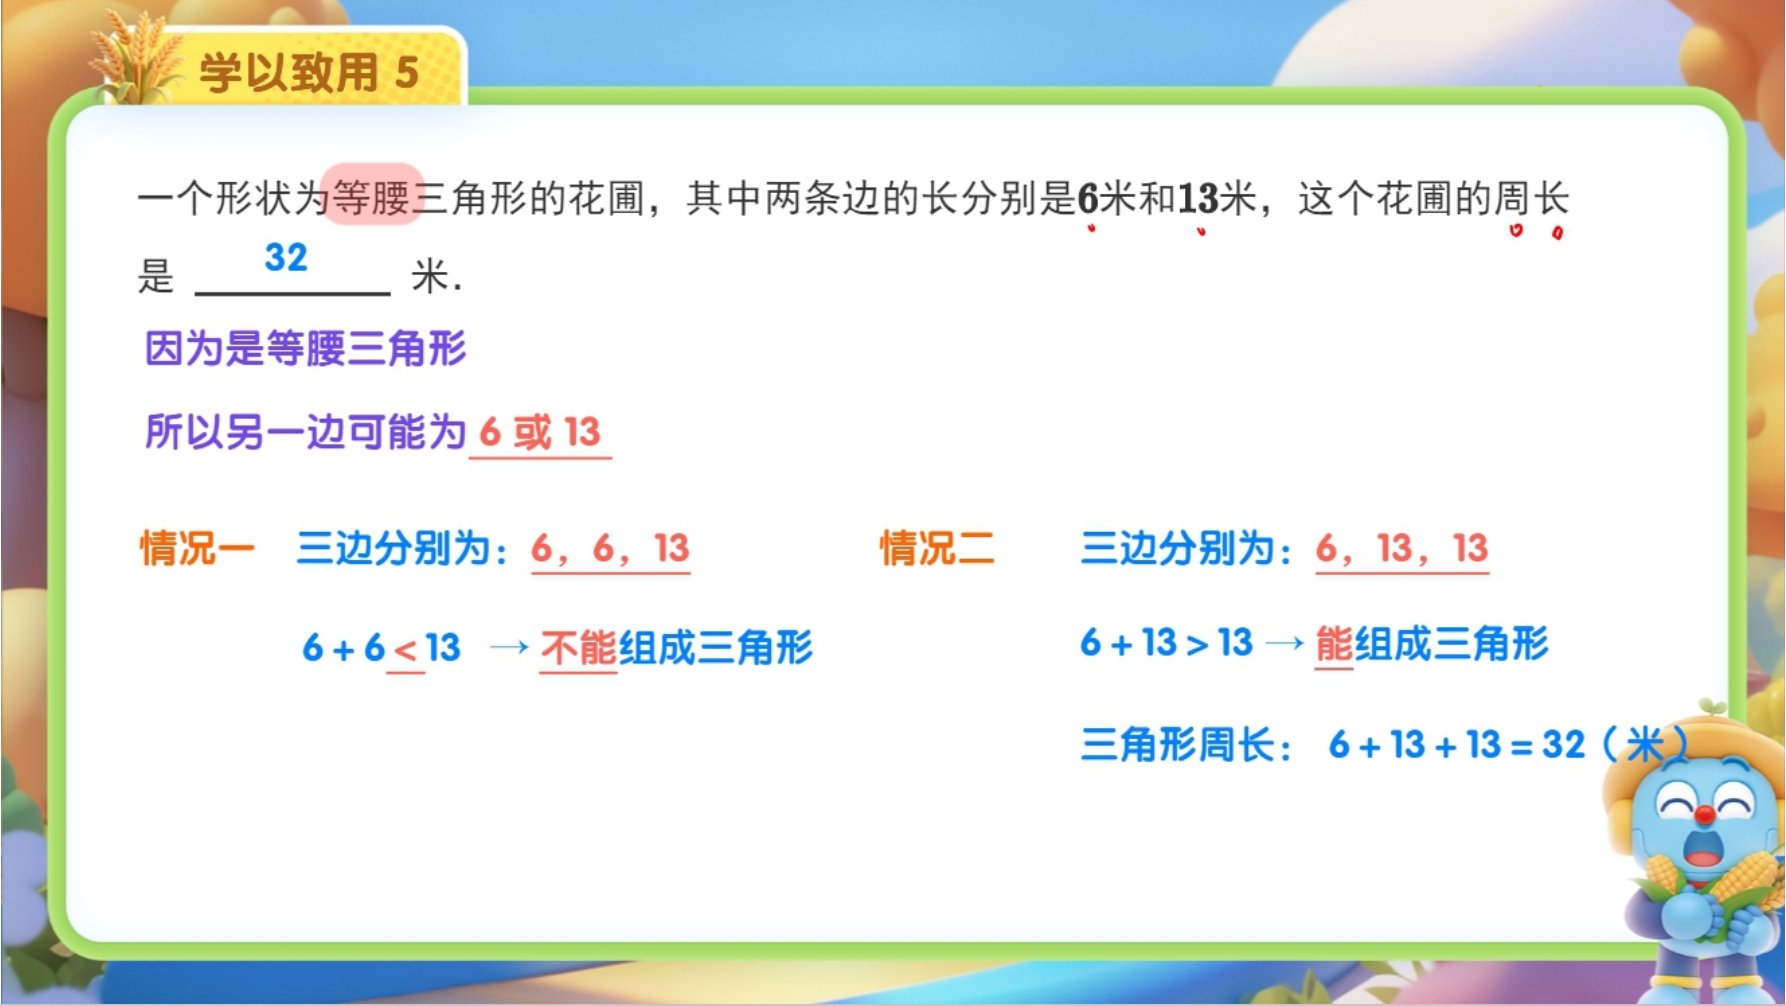 学以致用 5
一个形状为等腰三角形的花圃，其中两条边的长分别是6米和13米，这个花圃的周长
是 32 米.
因为是等腰三角形
所以另一边可能为 6 或 13
情况一 三边分别为：6，6，13
6 + 6 < 13 → 不能组成三角形
情况二 三边分别为：6，13，13
6 + 13 > 13 → 能组成三角形
三角形周长： 6 + 13 + 13 = 32（米）